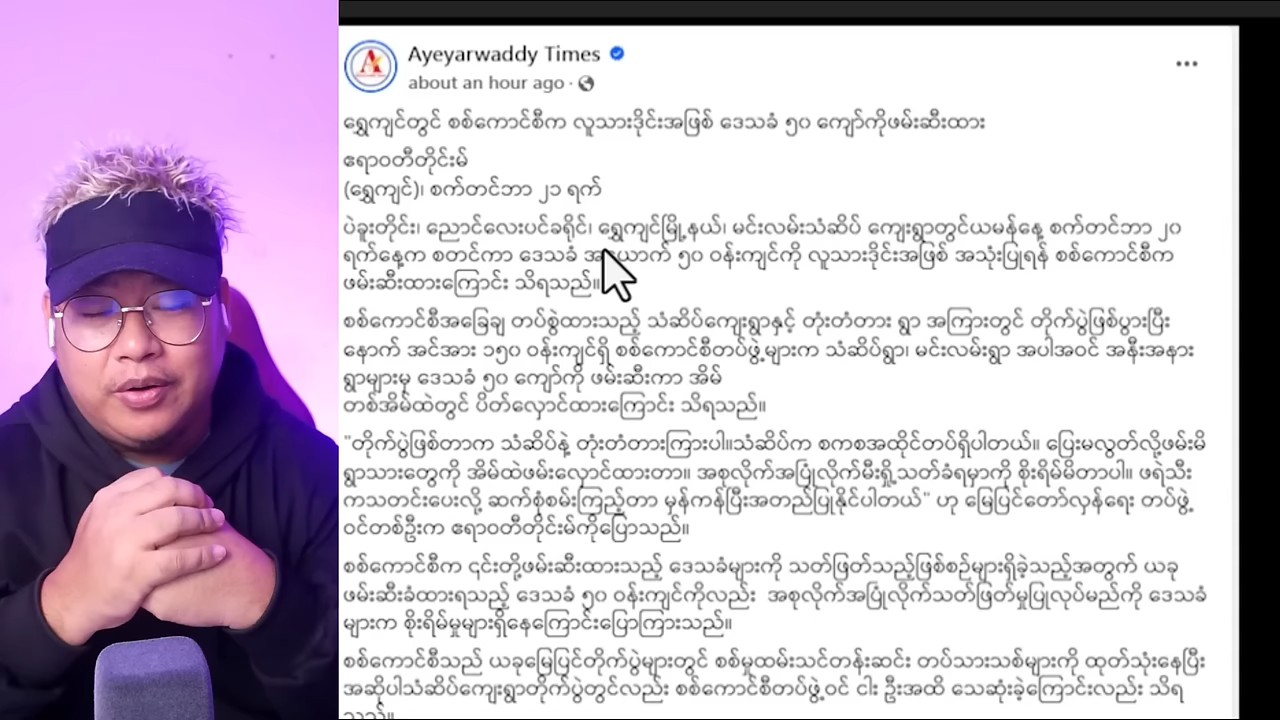 Ayeyarwaddy Times
about an hour ago ·
ရွှေကျင်တွင် စစ်ကောင်စီက လူသားဒိုင်းအဖြစ် ဒေသခံ ၅၀ ကျော်ကိုဖမ်းဆီးထား
ဧရာဝတီတိုင်းမ်
(ရွှေကျင်)၊ စက်တင်ဘာ ၂၁ ရက်
ပဲခူးတိုင်း၊ ညောင်လေးပင်ခရိုင်၊ ရွှေကျင်မြို့နယ်၊ မင်းလမ်းသံဆိပ် ကျေးရွာတွင်ယမန်နေ့ စက်တင်ဘာ ၂၀
ရက်နေ့က စတင်ကာ ဒေသခံ ၅၀ ဝန်းကျင်ကို လူသားဒိုင်းအဖြစ် အသုံးပြုရန် စစ်ကောင်စီက
ဖမ်းဆီးထားကြောင်း သိရသည်။
စစ်ကောင်စီအခြေချ တပ်စွဲထားသည့် သံဆိပ်ကျေးရွာနှင့် တုံးတံတား ရွာ အကြားတွင် တိုက်ပွဲဖြစ်ပွားပြီး
နောက် အင်အား ၁၅၀ ဝန်းကျင်ရှိ စစ်ကောင်စီတပ်ဖွဲ့များက သံဆိပ်ရွာ၊ မင်းလမ်းရွာ အပါအဝင် အနီးအနား
ရွာများမှ ဒေသခံ ၅၀ ကျော်ကို ဖမ်းဆီးကာ အိမ်
တစ်အိမ်ထဲတွင် ပိတ်လှောင်ထားကြောင်း သိရသည်။
"တိုက်ပွဲဖြစ်တာက သံဆိပ်နဲ့ တုံးတံတားကြားပါ။သံဆိပ်က စကစအထိုင်တပ်ရှိပါတယ်။ ပြေးမလွတ်လို့ဖမ်းမိ
ရွာသားတွေကို အိမ်ထဲဖမ်းလှောင်ထားတာ။ အစုလိုက်အပြုံလိုက်မီးရှို့သတ်ခံရမှာကို စိုးရိမ်မိတာပါ။ ဖရဲသီး
ကသတင်းပေးလို့ ဆက်စုံစမ်းကြည့်တာ မှန်ကန်ပြီးအတည်ပြုနိုင်ပါတယ်" ဟု မြေပြင်တော်လှန်ရေး တပ်ဖွဲ့
ဝင်တစ်ဦးက ဧရာဝတီတိုင်းမ်ကိုပြောသည်။
စစ်ကောင်စီက ၎င်းတို့ဖမ်းဆီးထားသည့် ဒေသခံများကို သတ်ဖြတ်သည့်ဖြစ်စဉ်များရှိခဲ့သည့်အတွက် ယခု
ဖမ်းဆီးခံထားရသည့် ဒေသခံ ၅၀ ဝန်းကျင်ကိုလည်း အစုလိုက်အပြုံလိုက်သတ်ဖြတ်မှုပြုလုပ်မည်ကို ဒေသခံ
များက စိုးရိမ်မှုများရှိနေကြောင်းပြောကြားသည်။
စစ်ကောင်စီသည် ယခုမြေပြင်တိုက်ပွဲများတွင် စစ်မှုထမ်းသင်တန်းဆင်း တပ်သားသစ်များကို ထုတ်သုံးနေပြီး
အဆိုပါသံဆိပ်ကျေးရွာတိုက်ပွဲတွင်လည်း စစ်ကောင်စီတပ်ဖွဲ့ဝင် ငါး ဦးအထိ သေဆုံးခဲ့ကြောင်းလည်း သိရ
သည်။